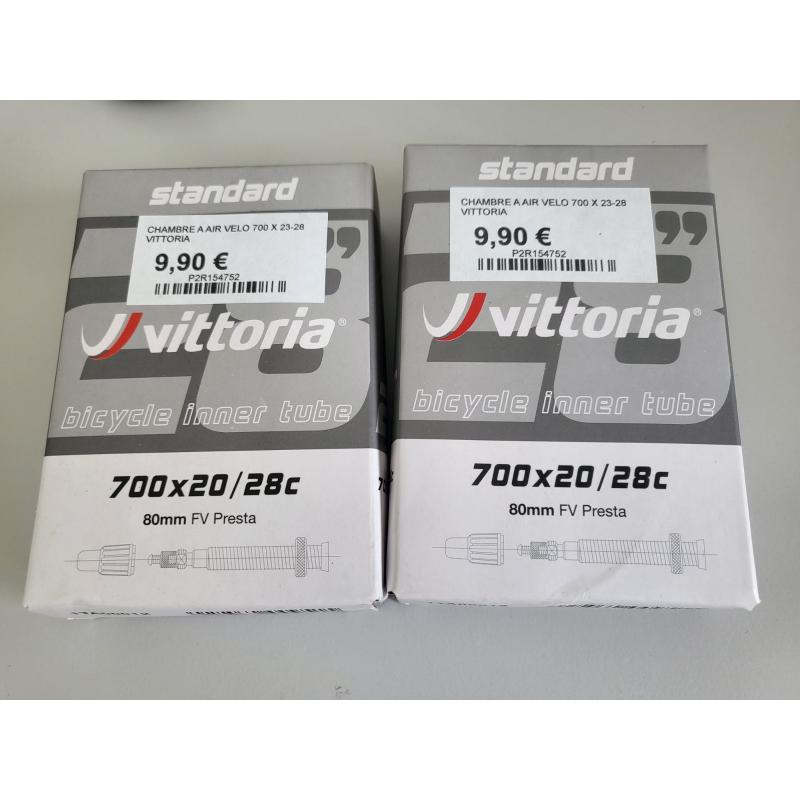 standard
CHAMBRE A AIR VELO 700 X 23-28
VITTORIA
9,90 €
P2R154752
28”
vittoria®
bicycle inner tube
700x20/28c
80mm FV Presta
standard
CHAMBRE A AIR VELO 700 X 23-28
VITTORIA
9,90 €
P2R154752
28”
vittoria®
bicycle inner tube
700x20/28c
80mm FV Presta